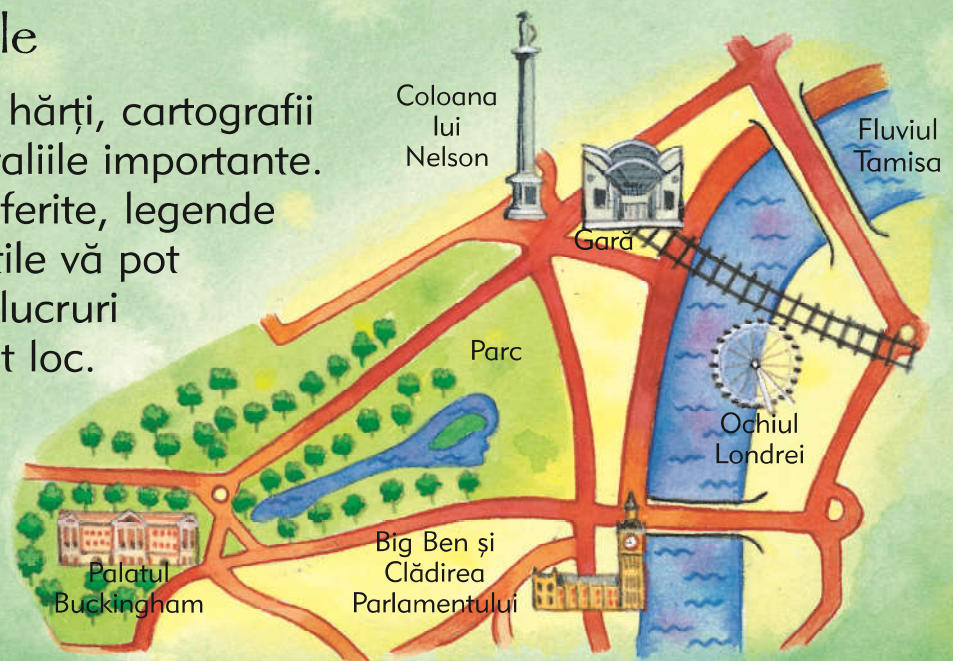 le
hărți, cartografii
aliile importante.
ferite, legende
ile vă pot
lucruri
t loc.
Coloana
lui
Nelson
Fluviul
Tamisa
Gară
Parc
Ochiul
Londrei
Big Ben și
Clădirea
Parlamentului
Palatul
Buckingham